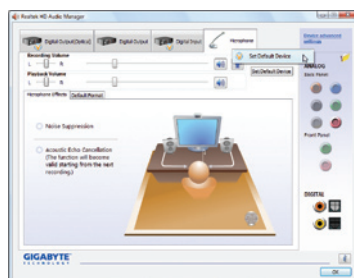 Realtek HD Audio Manager
Digital Output(Optical)
Digital Output
Digital Input
Microphone
Device advanced
settings
Set Default Device
Recording Volume
L
R
Set Default Device
Playback Volume
L
R
ANALOG
Back Panel
Microphone Effects
Default Format
Noise Suppression
Acoustic Echo Cancellation
(The function will become
valid starting from the next
recording.)
Front Panel
DIGITAL
GIGABYTE
TECHNOLOGY
OK